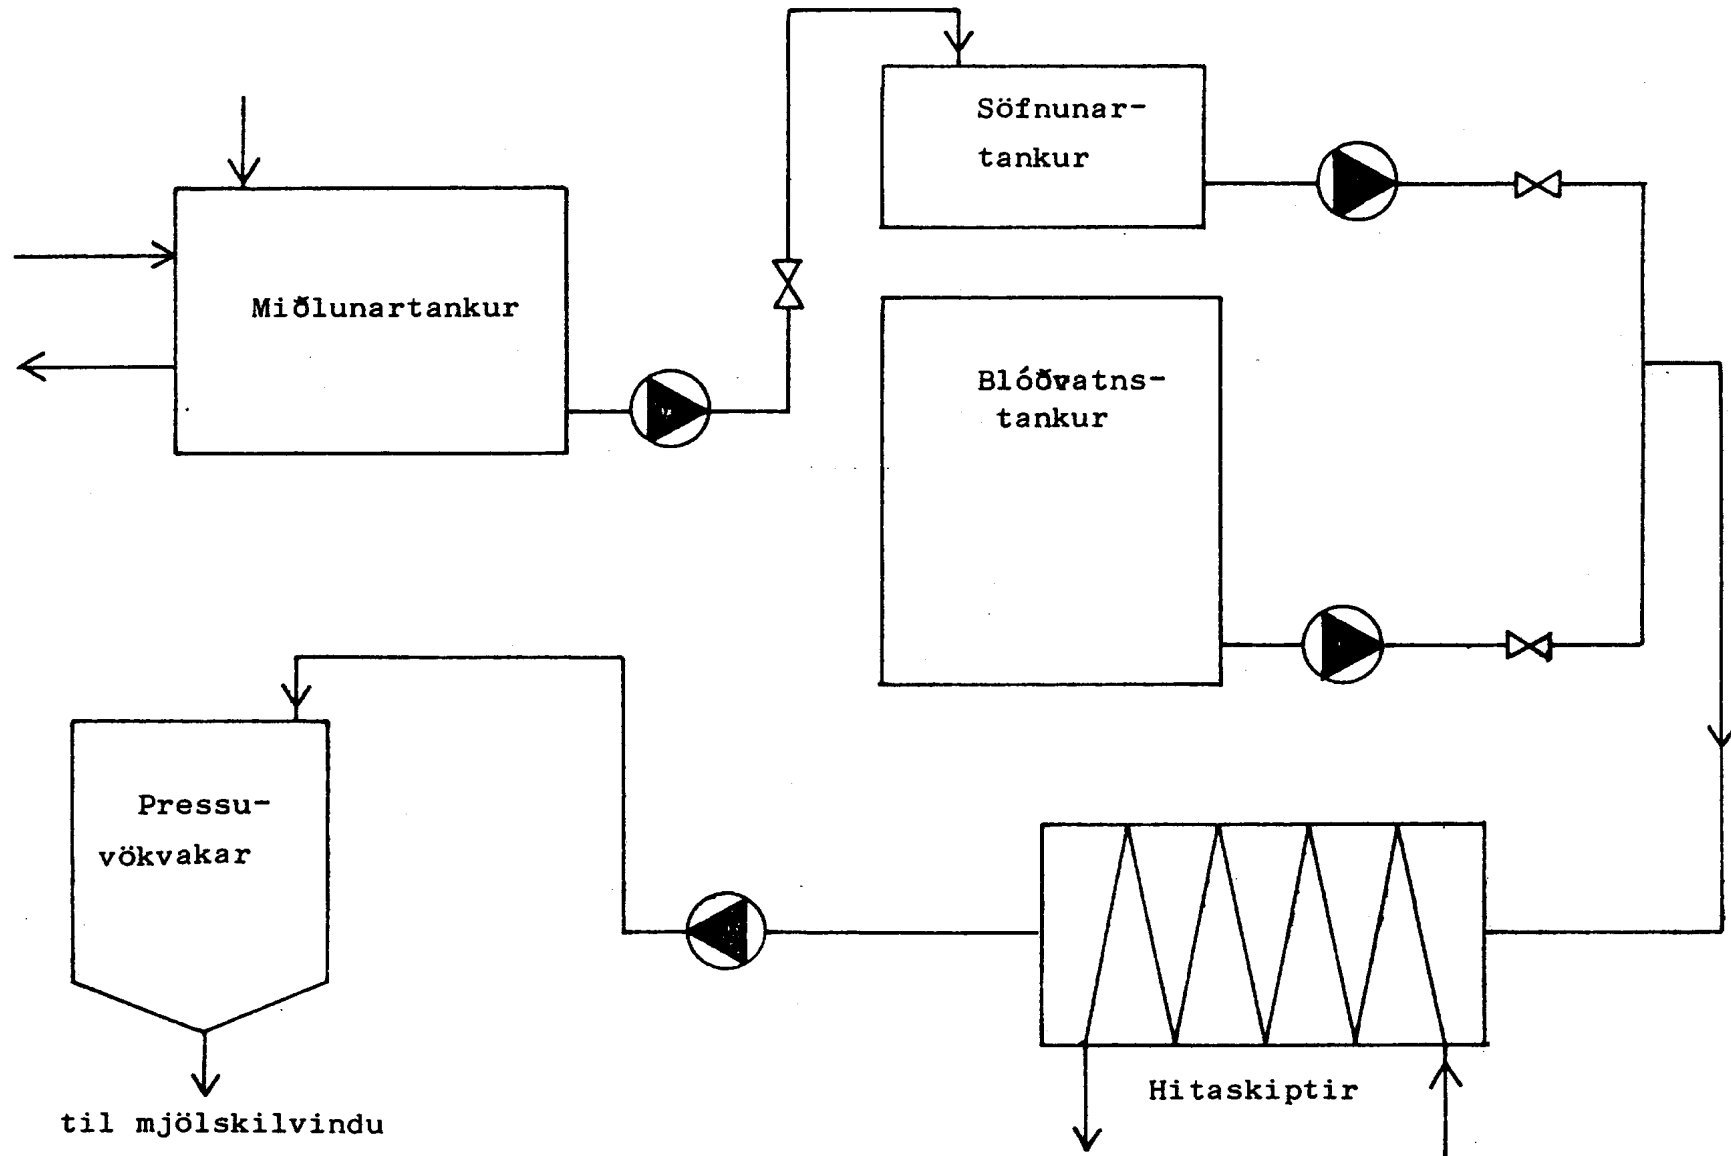 Söfnunar-
tankur
Miðlunartankur
Blóðvatns-
tankur
Pressu-
vökvakar
Hitaskiptir
til mjölskilvindu